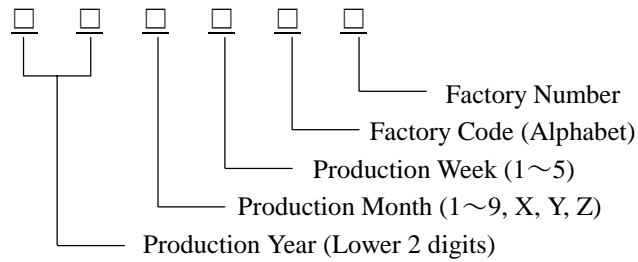 □ □ □ □ □ □
Factory Number
Factory Code (Alphabet)
Production Week (1～5)
Production Month (1～9, X, Y, Z)
Production Year (Lower 2 digits)